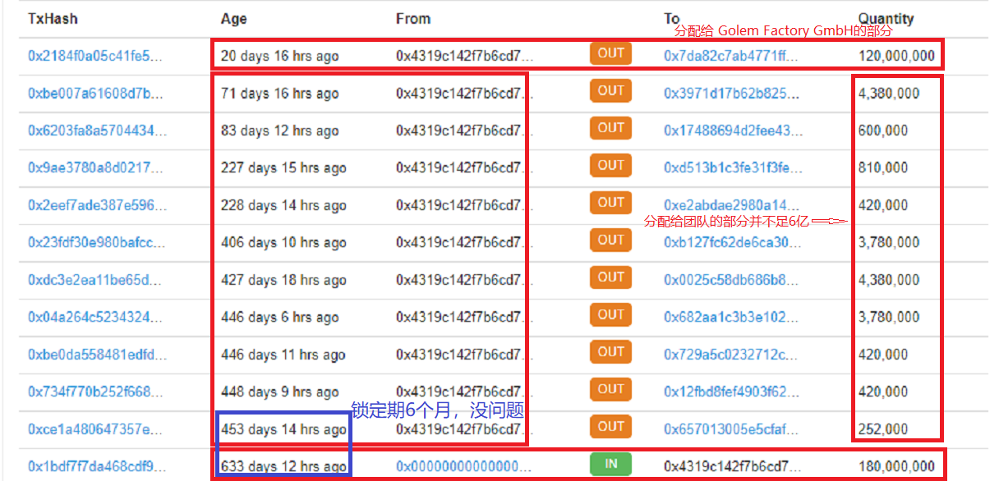 TxHash Age From To Quantity
分配给 Golem Factory GmbH的部分
0x2184f0a05c41fe5... 20 days 16 hrs ago 0x4319c142f7b6cd7... OUT 0x7da82c7ab4771ff... 120,000,000
0xbe007a61608d7b... 71 days 16 hrs ago 0x4319c142f7b6cd7... OUT 0x3971d17b62b825... 4,380,000
0x6203fa8a5704434... 83 days 12 hrs ago 0x4319c142f7b6cd7... OUT 0x17488694d2fee43... 600,000
0x9ae3780a8d0217... 227 days 15 hrs ago 0x4319c142f7b6cd7... OUT 0xd513b1c3fe31f3fe... 810,000
0x2eef7ade387e596... 228 days 14 hrs ago 0x4319c142f7b6cd7... OUT 0xe2abdae2980a14... 420,000
分配给团队的部分并不足6亿
0x23fdf30e980bafcc... 406 days 10 hrs ago 0x4319c142f7b6cd7... OUT 0xb127fc62de6ca30... 3,780,000
0xdc3e2ea11be65d... 427 days 18 hrs ago 0x4319c142f7b6cd7... OUT 0x0025c58db686b8... 4,380,000
0x04a264c5234324... 446 days 6 hrs ago 0x4319c142f7b6cd7... OUT 0x682aa1c3b3e102... 3,780,000
0xbe0da558481edfd... 446 days 11 hrs ago 0x4319c142f7b6cd7... OUT 0x729a5c0232712c... 420,000
0x734f770b252f668... 448 days 9 hrs ago 0x4319c142f7b6cd7... OUT 0x12fbd8fef4903f62... 420,000
锁定期6个月，没问题
0xce1a480647357e... 453 days 14 hrs ago 0x4319c142f7b6cd7... OUT 0x657013005e5cfaf... 252,000
0x1bdf7f7da468cdf9... 633 days 12 hrs ago 0x00000000000000... IN 0x4319c142f7b6cd7... 180,000,000